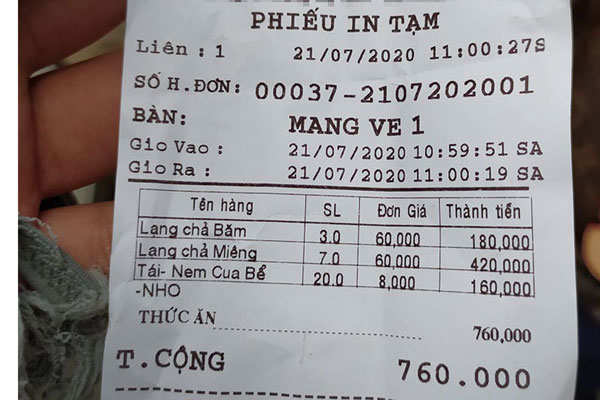 PHIẾU IN TẠM
Liên : 1 21/07/2020 11:00:27S
SỐ H.ĐƠN: 00037-2107202001
BÀN: MANG VE 1
Gio Vao : 21/07/2020 10:59:51 SA
Gio Ra : 21/07/2020 11:00:19 SA
Tên hàng SL Đơn Giá Thành tiền
Lạng chả Băm 3.0 60,000 180,000
Lạng chả Miêng 7.0 60,000 420,000
Tái- Nem Cua Bể 20.0 8,000 160,000
-NHO
THỨC ĂN 760,000
T.CỘNG 760.000